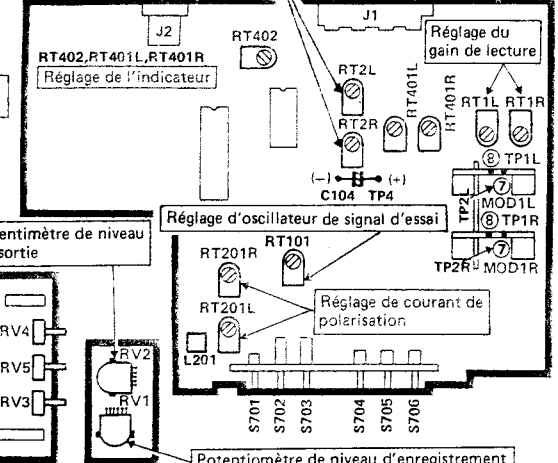 J2
J1
RT402
RT402,RT401L,RT401R
Réglage de l'indicateur
Réglage du
gain de lecture
RT2L
RT401L
RT401R
RT1L RT1R
RT2R
(−) (+)
C104 TP4
⑧ TP1L
TP2L
⑦
MOD1L
⑧ TP1R
⑦
TP2R MOD1R
Réglage d'oscillateur de signal d'essai
entimètre de niveau
sortie
RT201R
RT101
RT201L
Réglage de courant de
polarisation
L201
RV4
RV5
RV3
RV2
RV1
S701
S702
S703
S704
S705
S706
Potentiomètre de niveau d'enregistrement